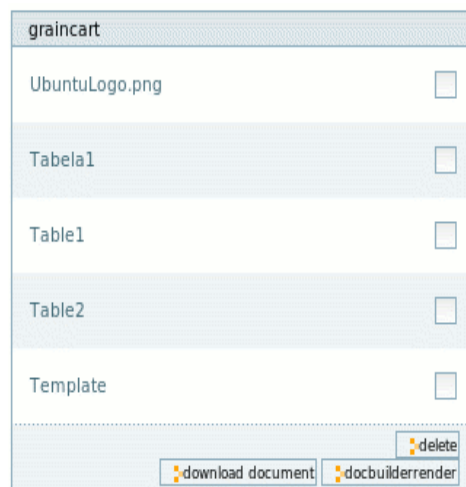 graincart
UbuntuLogo.png
Tabela1
Table1
Table2
Template
delete
download document docbuilderrender